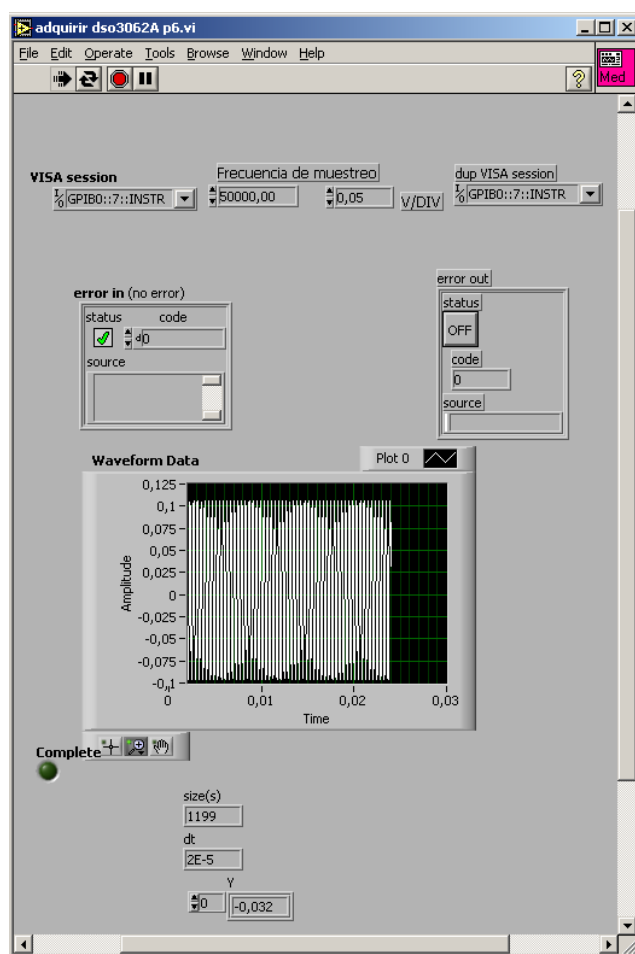 adquirir dso3062A p6.vi
File Edit Operate Tools Browse Window Help
? Med
VISA session
Frecuencia de muestreo
dup VISA session
I/O GPIB0::7::INSTR
50000,00
0,05
V/DIV
I/O GPIB0::7::INSTR
error in (no error)
status code
d 0
source
error out
status
OFF
code
0
source
Waveform Data
Plot 0
0,125
0,1
0,075
0,05
0,025
0
-0,025
-0,05
-0,075
-0,1
Amplitude
0 0,01 0,02 0,03
Time
Complete
size(s)
1199
dt
2E-5
Y
0 -0,032